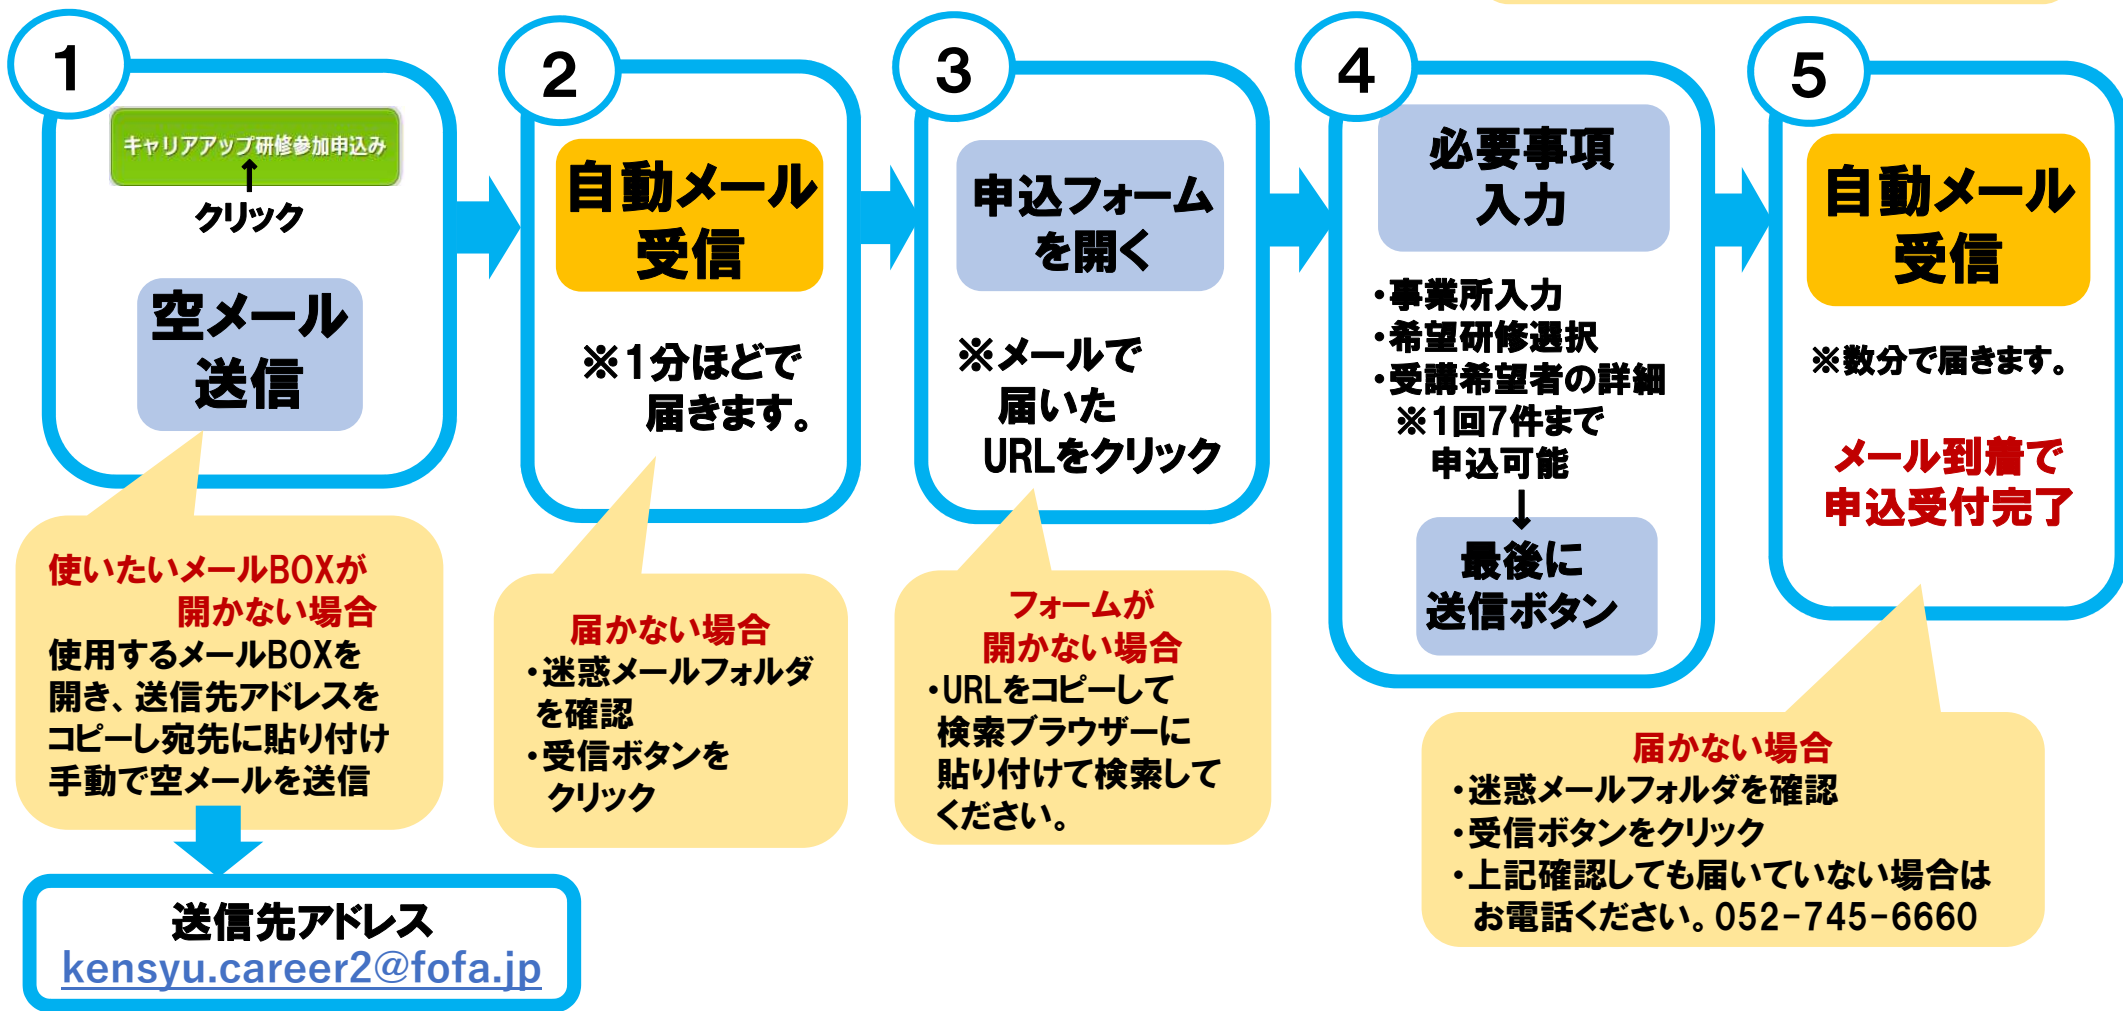 1
キャリアアップ研修参加申込み
↑
クリック
空メール
送信
使いたいメールBOXが
開かない場合
使用するメールBOXを
開き、送信先アドレスを
コピーし宛先に貼り付け
手動で空メールを送信
送信先アドレス
kensyu.career2@fofa.jp
2
自動メール
受信
※1分ほどで
届きます。
届かない場合
・迷惑メールフォルダ
を確認
・受信ボタンを
クリック
3
申込フォーム
を開く
※メールで
届いた
URLをクリック
フォームが
開かない場合
・URLをコピーして
検索ブラウザーに
貼り付けて検索して
ください。
4
必要事項
入力
・事業所入力
・希望研修選択
・受講希望者の詳細
※1回7件まで
申込可能
↓
最後に
送信ボタン
5
自動メール
受信
※数分で届きます。
メール到着で
申込受付完了
届かない場合
・迷惑メールフォルダを確認
・受信ボタンをクリック
・上記確認しても届いていない場合は
お電話ください。052-745-6660